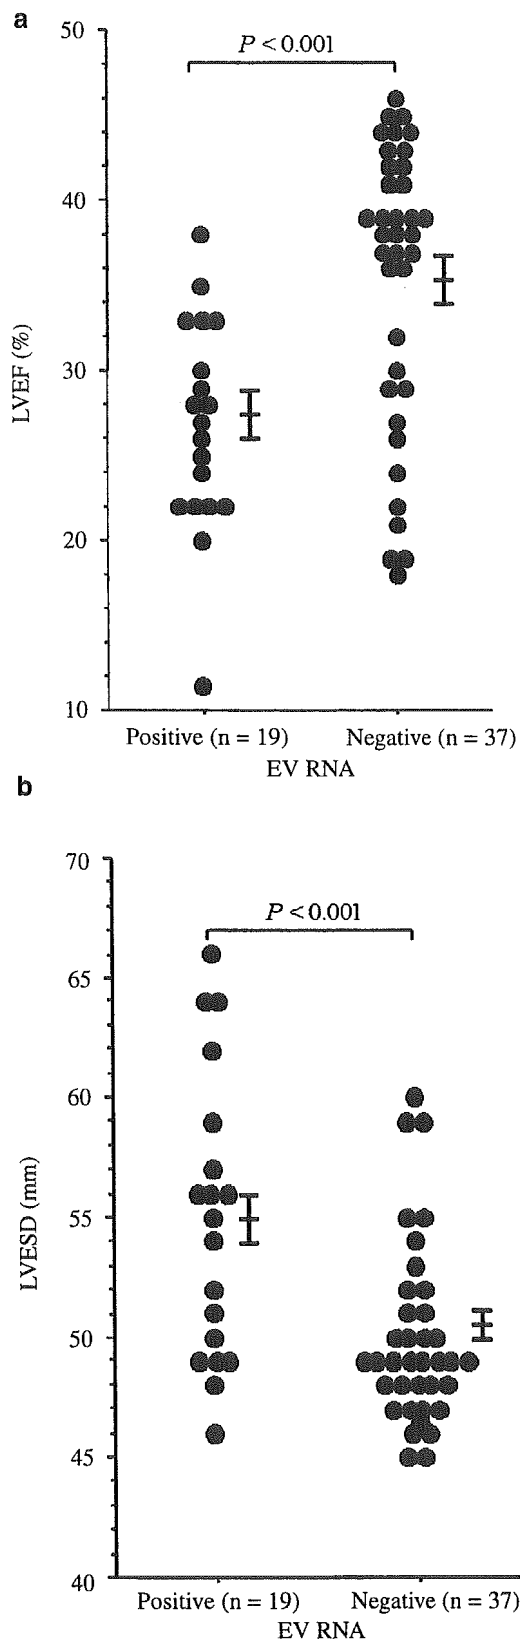 a
50
P < 0.001
40
LVEF (%)
30
20
10
Positive (n = 19) Negative (n = 37)
EV RNA
b
70
P < 0.001
65
60
LVESD (mm)
55
50
45
40
Positive (n = 19) Negative (n = 37)
EV RNA